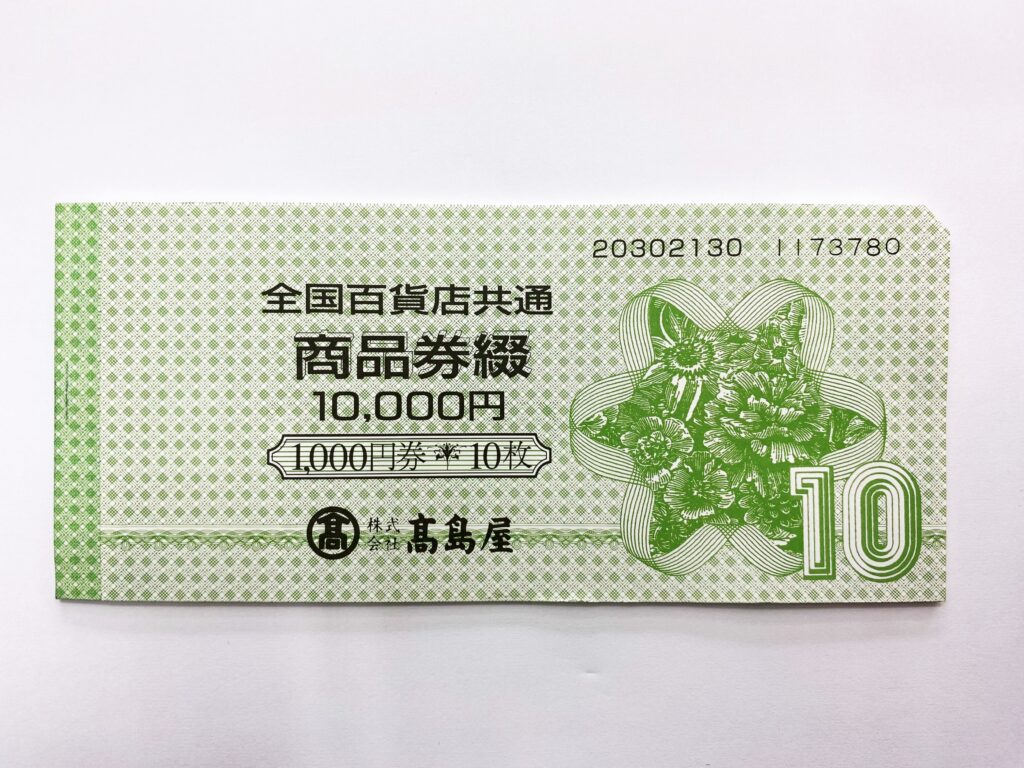 20302130 1173780
全国百貨店共通
商品券綴
10,000円
1,000円券 10枚
髙 株式会社 髙島屋
10